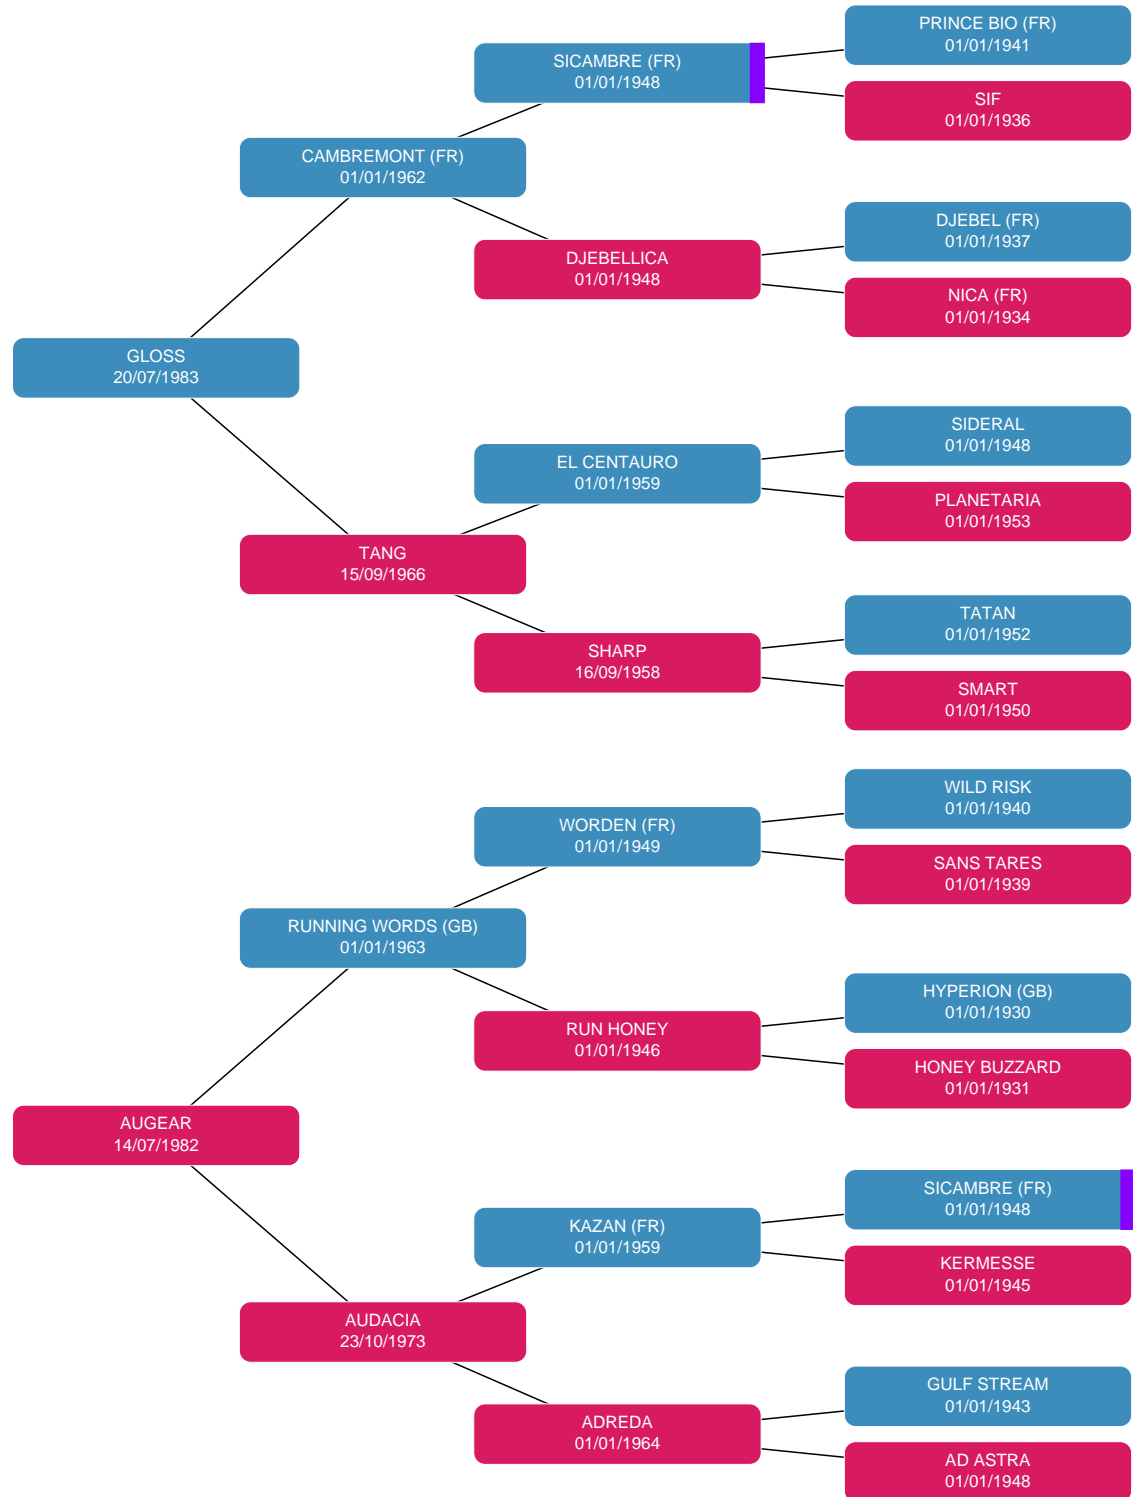 PRINCE BIO (FR)
01/01/1941
SICAMBRE (FR)
01/01/1948
SIF
01/01/1936
CAMBREMONT (FR)
01/01/1962
DJEBEL (FR)
01/01/1937
DJEBELLICA
01/01/1948
NICA (FR)
01/01/1934
GLOSS
20/07/1983
SIDERAL
01/01/1948
EL CENTAURO
01/01/1959
PLANETARIA
01/01/1953
TANG
15/09/1966
TATAN
01/01/1952
SHARP
16/09/1958
SMART
01/01/1950
WILD RISK
01/01/1940
WORDEN (FR)
01/01/1949
SANS TARES
01/01/1939
RUNNING WORDS (GB)
01/01/1963
HYPERION (GB)
01/01/1930
RUN HONEY
01/01/1946
HONEY BUZZARD
01/01/1931
AUGEAR
14/07/1982
SICAMBRE (FR)
01/01/1948
KAZAN (FR)
01/01/1959
KERMESSE
01/01/1945
AUDACIA
23/10/1973
GULF STREAM
01/01/1943
ADREDA
01/01/1964
AD ASTRA
01/01/1948